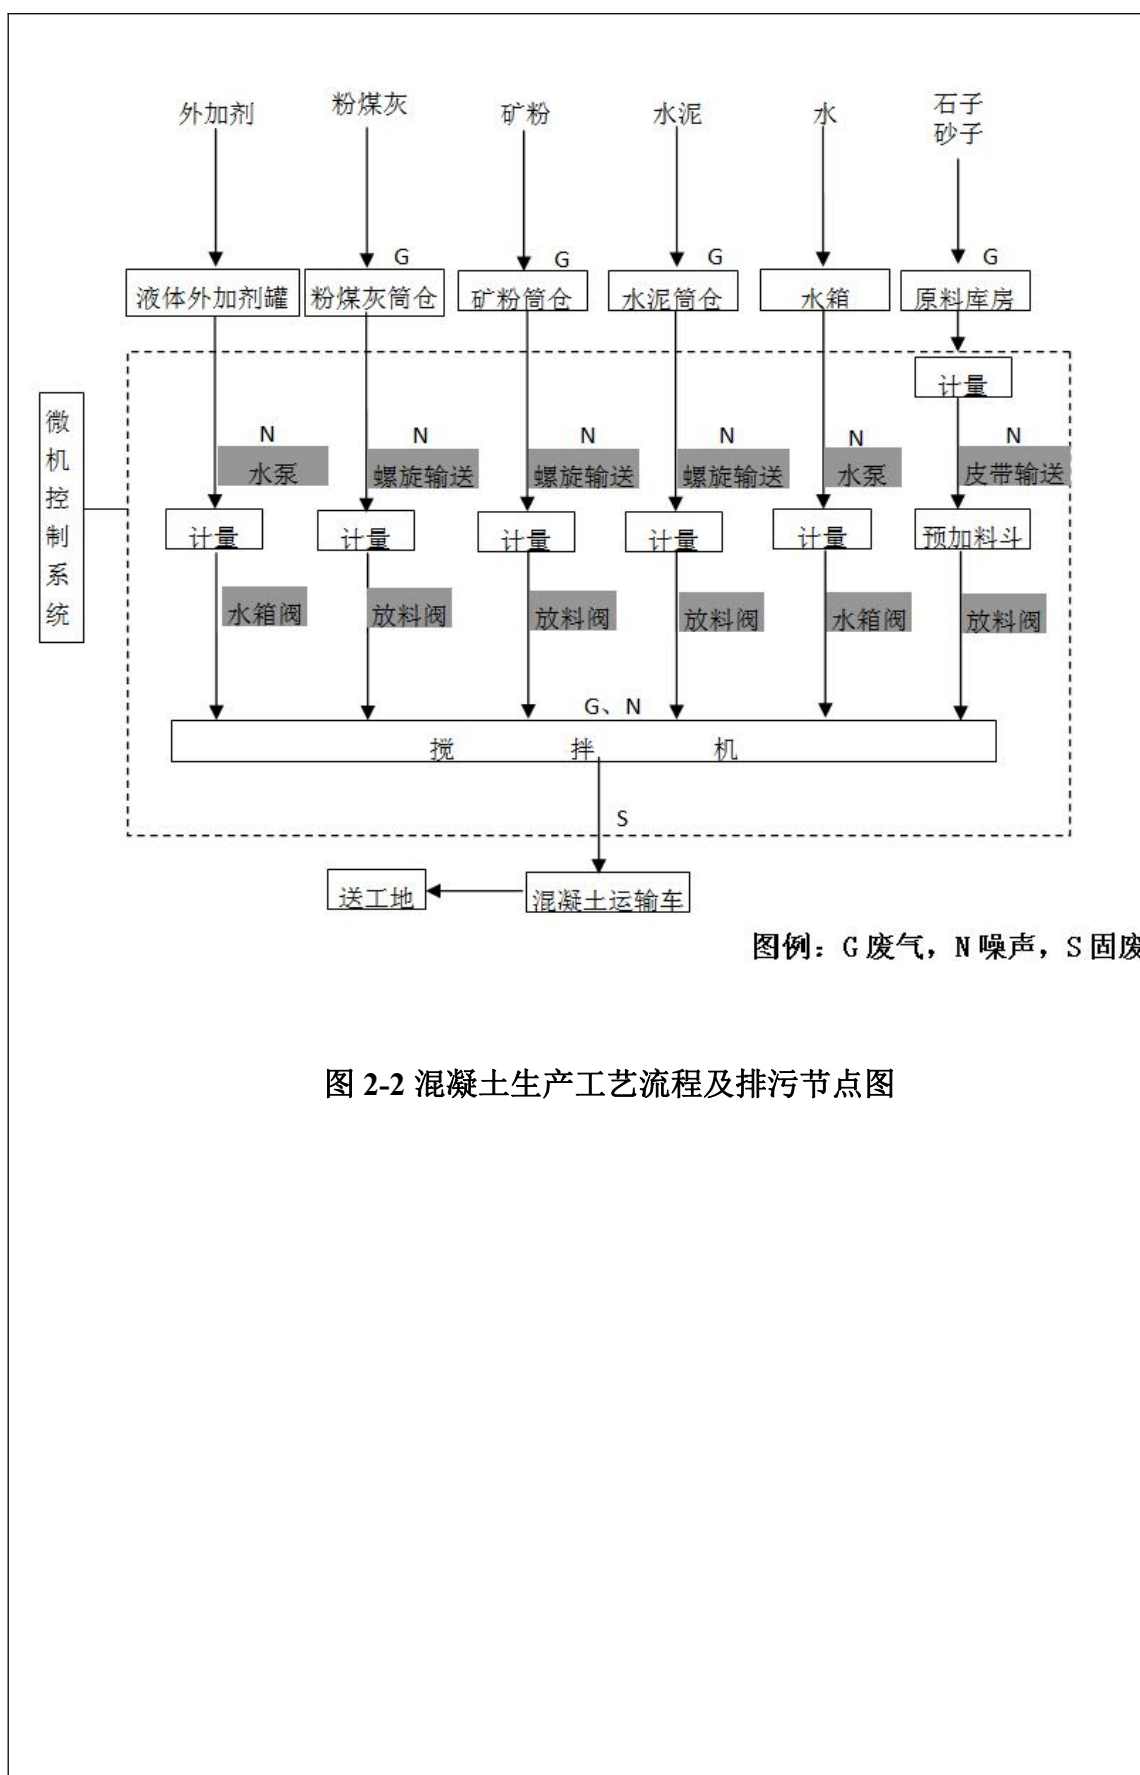 外加剂
粉煤灰
矿粉
水泥
水
石子
砂子
G
G
G
G
液体外加剂罐
粉煤灰筒仓
矿粉筒仓
水泥筒仓
水箱
原料库房
计量
微机控制系统
N
N
N
N
N
N
水泵
螺旋输送
螺旋输送
螺旋输送
水泵
皮带输送
计量
计量
计量
计量
计量
预加料斗
水箱阀
放料阀
放料阀
放料阀
水箱阀
放料阀
G、N
搅拌机
S
送工地
混凝土运输车
图例：G废气，N噪声，S固废
图 2-2 混凝土生产工艺流程及排污节点图